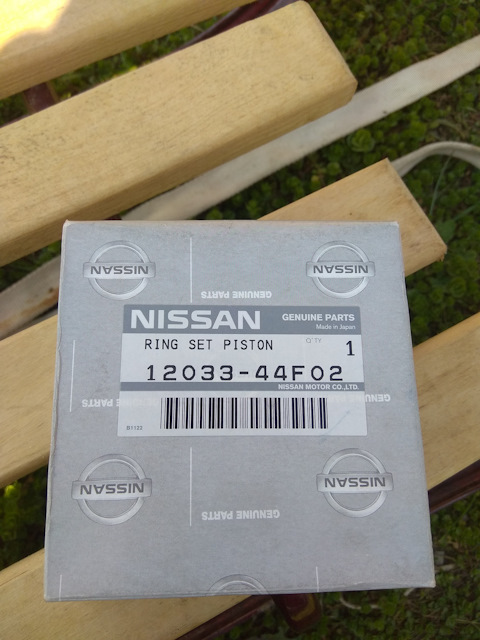 NISSAN
NISSAN
GENUINE PARTS
NISSAN
GENUINE PARTS
Made in Japan
RING SET PISTON
Q'TY
1
12033-44F02
NISSAN MOTOR CO.,LTD.
GENUINE PARTS
GENUINE
B1122
NISSAN
NISSAN
GENUINE PARTS